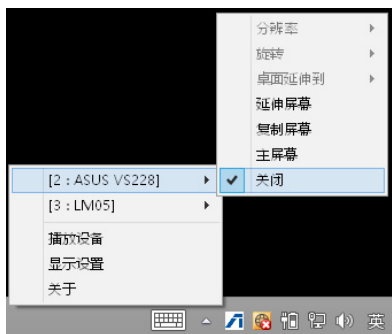 分辨率
旋转
桌面延伸到
延伸屏幕
复制屏幕
主屏幕
关闭
[2 : ASUS VS228]
[3 : LM05]
播放设备
显示设置
关于
英